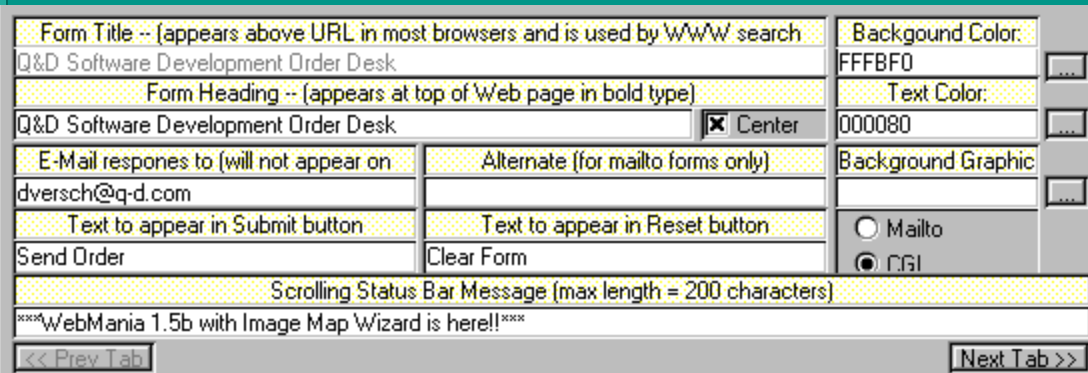 Form Title -- (appears above URL in most browsers and is used by WWW search
Backgound Color:
Q&D Software Development Order Desk
FFFBF0
...
Form Heading -- (appears at top of Web page in bold type)
Text Color:
Q&D Software Development Order Desk
Center
000080
...
E-Mail respones to (will not appear on
Alternate (for mailto forms only)
Background Graphic
dversch@q-d.com
...
Text to appear in Submit button
Text to appear in Reset button
Mailto
Send Order
Clear Form
CGI
Scrolling Status Bar Message (max length = 200 characters)
***WebMania 1.5b with Image Map Wizard is here!!***
<< Prev Tab
Next Tab >>